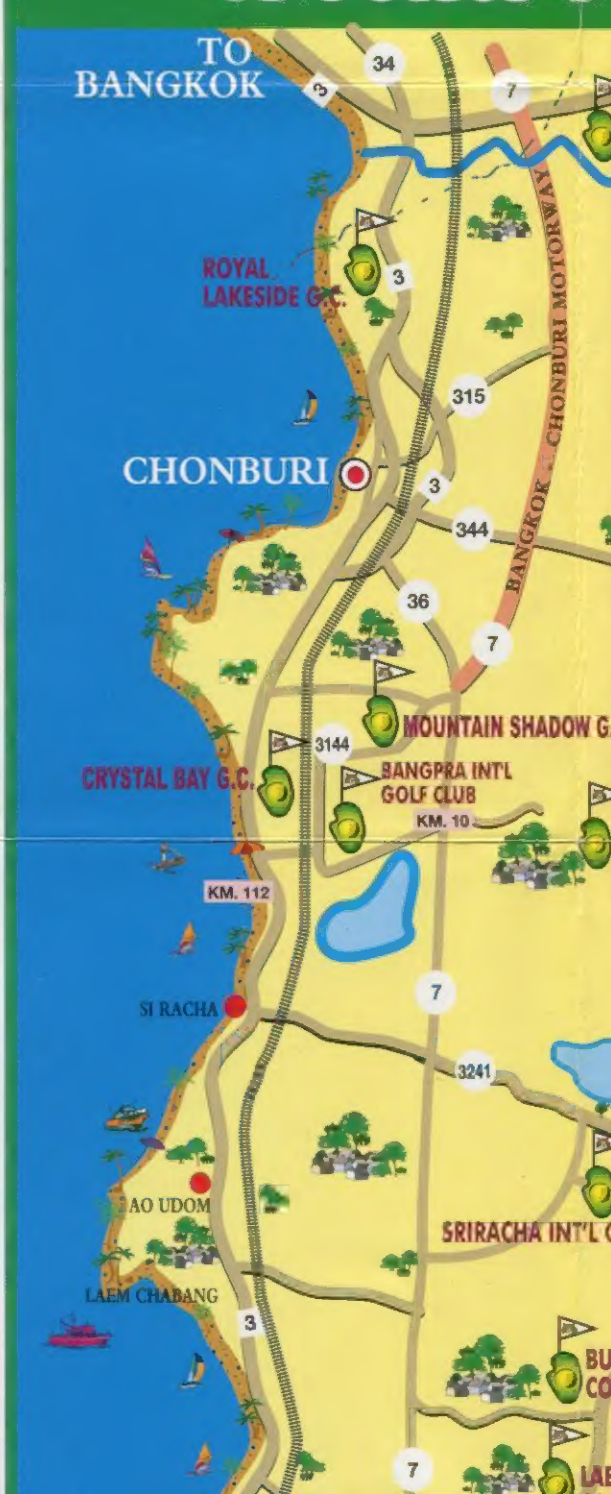 TO
BANGKOK
3
34
7
ROYAL
LAKESIDE G.C.
3
BANGKOK - CHONBURI MOTORWAY
315
CHONBURI
3
344
36
7
MOUNTAIN SHADOW G.
3144
CRYSTAL BAY G.C.
BANGPRA INT'L
GOLF CLUB
KM. 10
KM. 112
7
SI RACHA
3241
AO UDOM
SRIRACHA INT'L
LAEM CHABANG
3
BU
CO
7
LAE